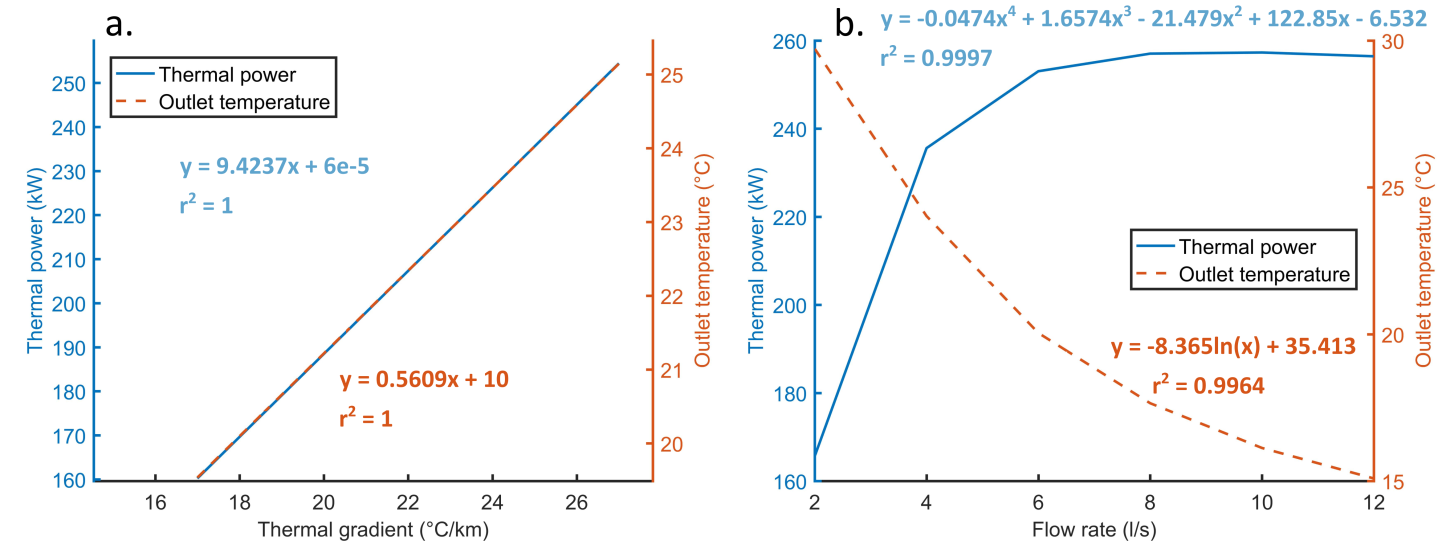 a.
Thermal power
Outlet temperature
y = 9.4237x + 6e-5
r² = 1
y = 0.5609x + 10
r² = 1
250
240
230
220
210
200
190
180
170
160
Thermal power (kW)
25
24
23
22
21
20
Outlet temperature (°C)
16 18 20 22 24 26
Thermal gradient (°C/km)
b.
y = -0.0474x⁴ + 1.6574x³ - 21.479x² + 122.85x - 6.532
r² = 0.9997
Thermal power
Outlet temperature
y = -8.365ln(x) + 35.413
r² = 0.9964
260
240
220
200
180
160
Thermal power (kW)
30
25
20
15
Outlet temperature (°C)
2 4 6 8 10 12
Flow rate (l/s)